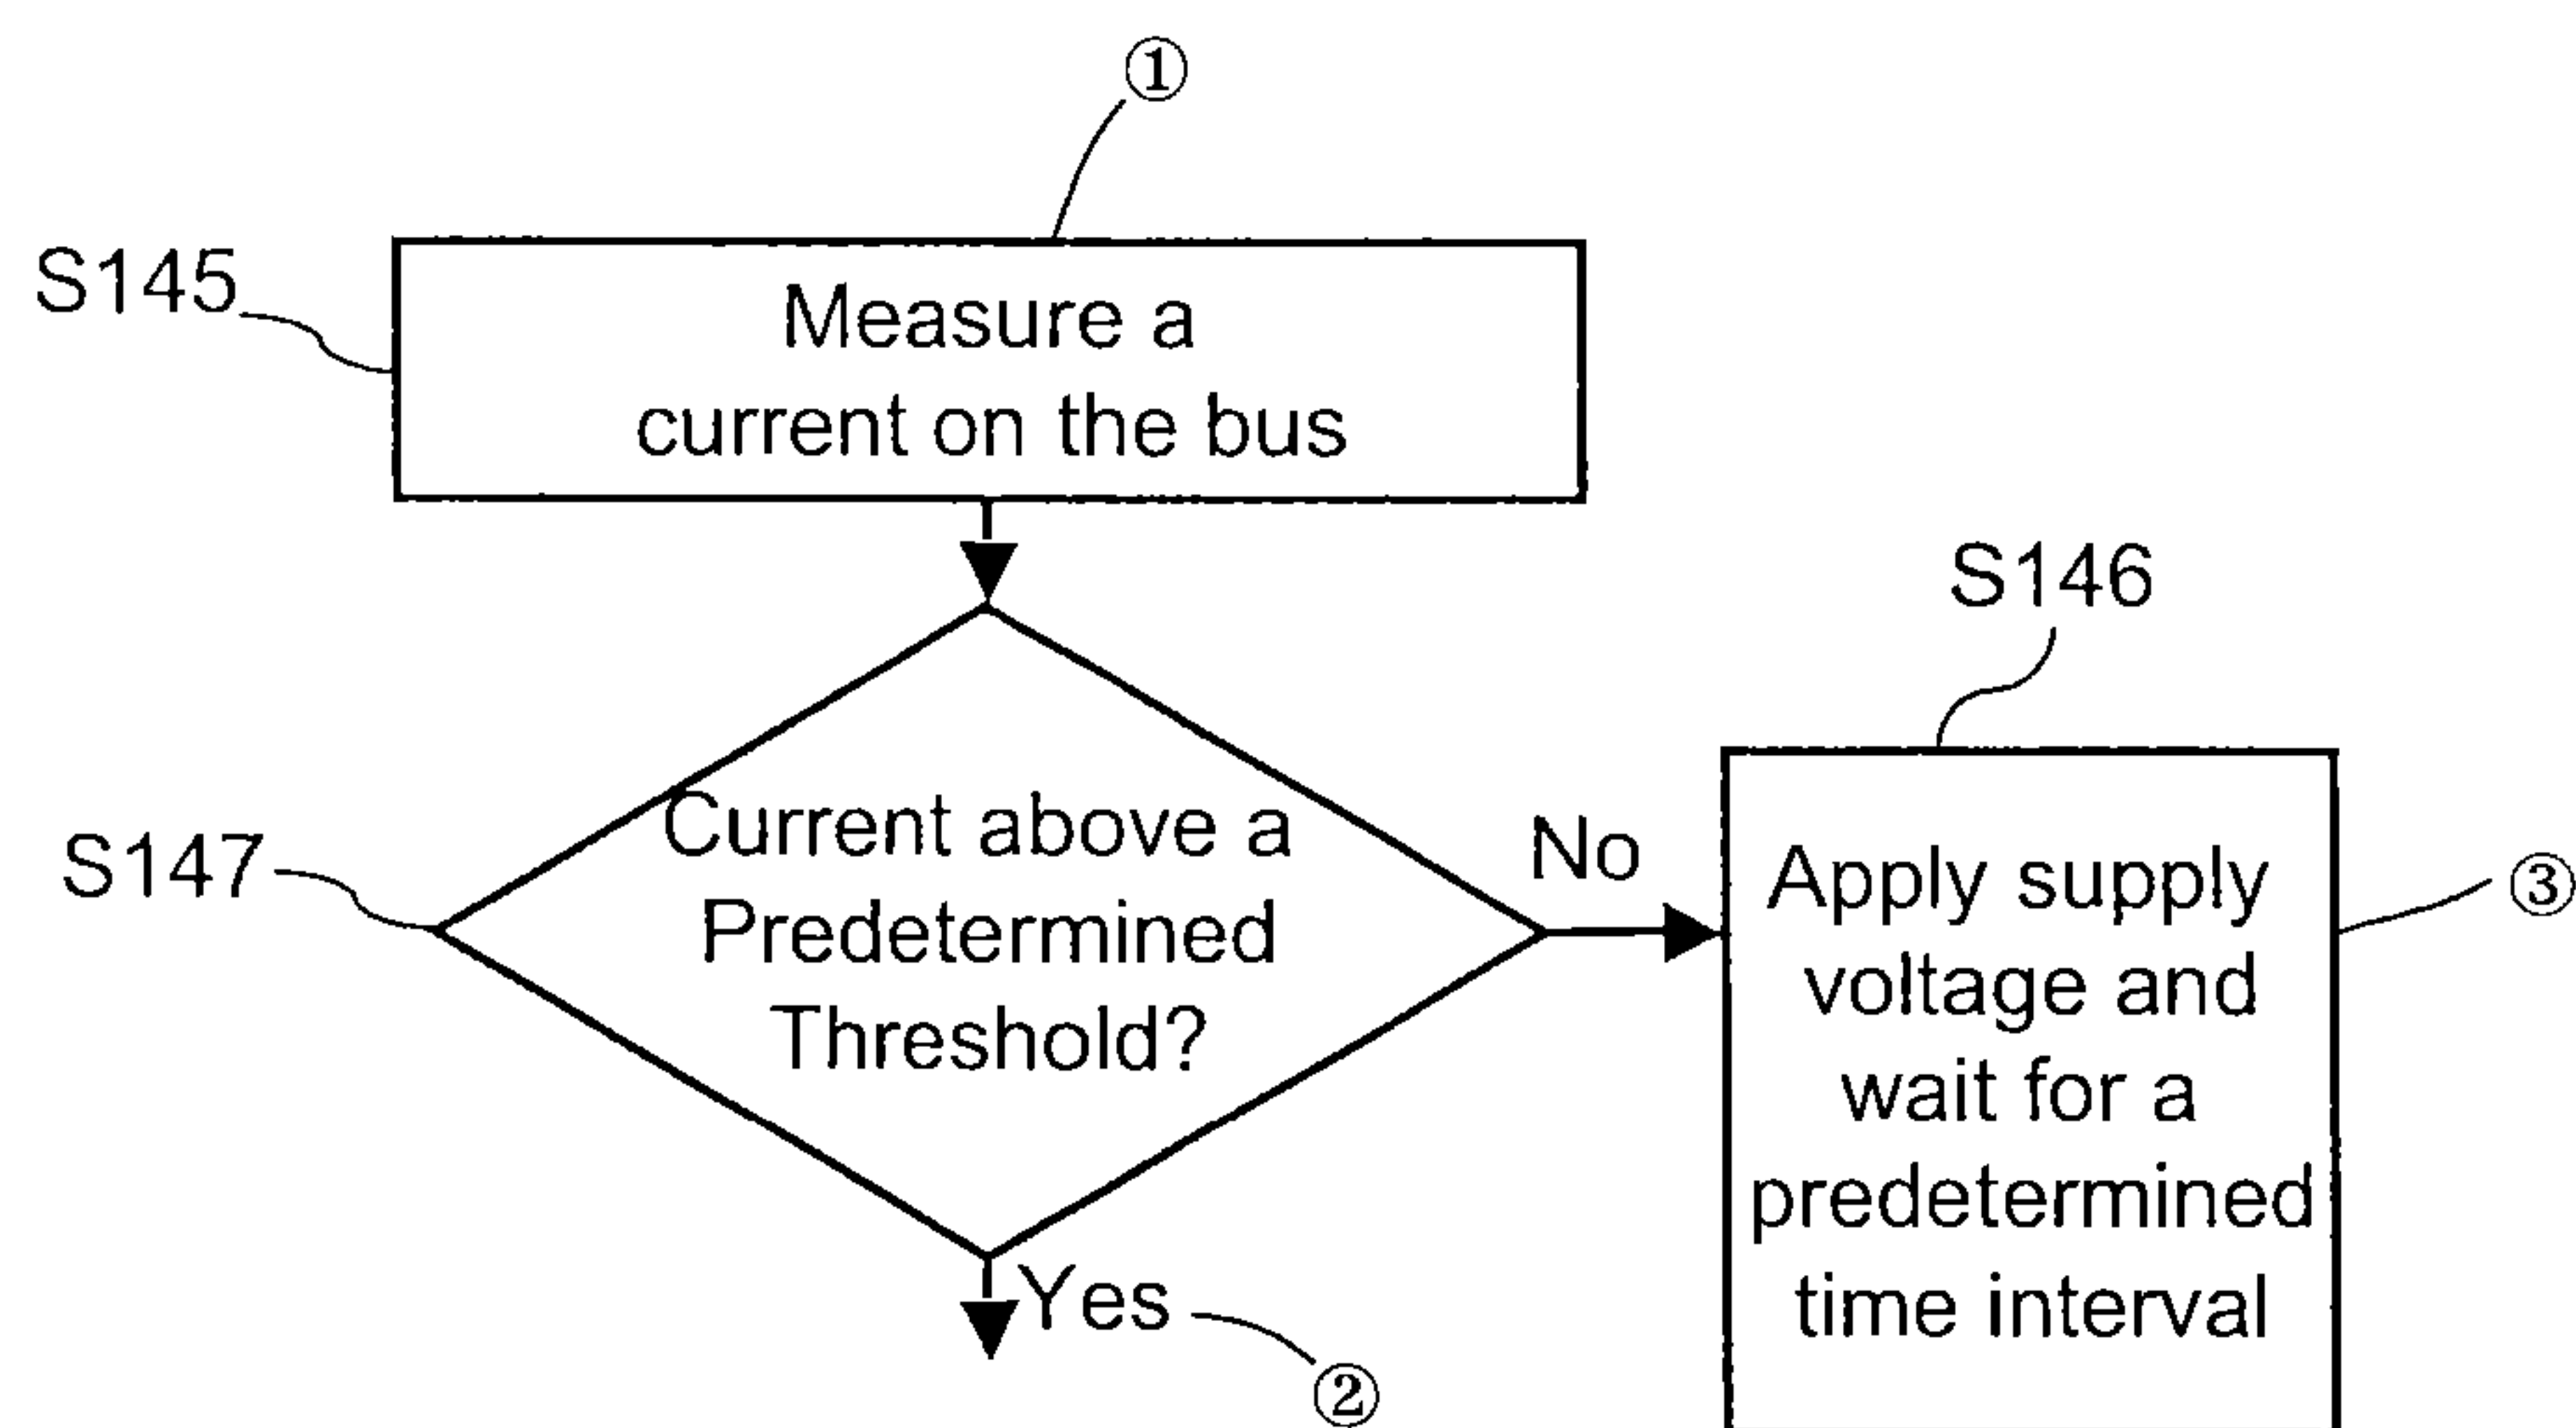 ①
S145
Measure a
current on the bus
S146
S147
Current above a
Predetermined
Threshold?
No
Apply supply
voltage and
wait for a
predetermined
time interval
③
Yes
②